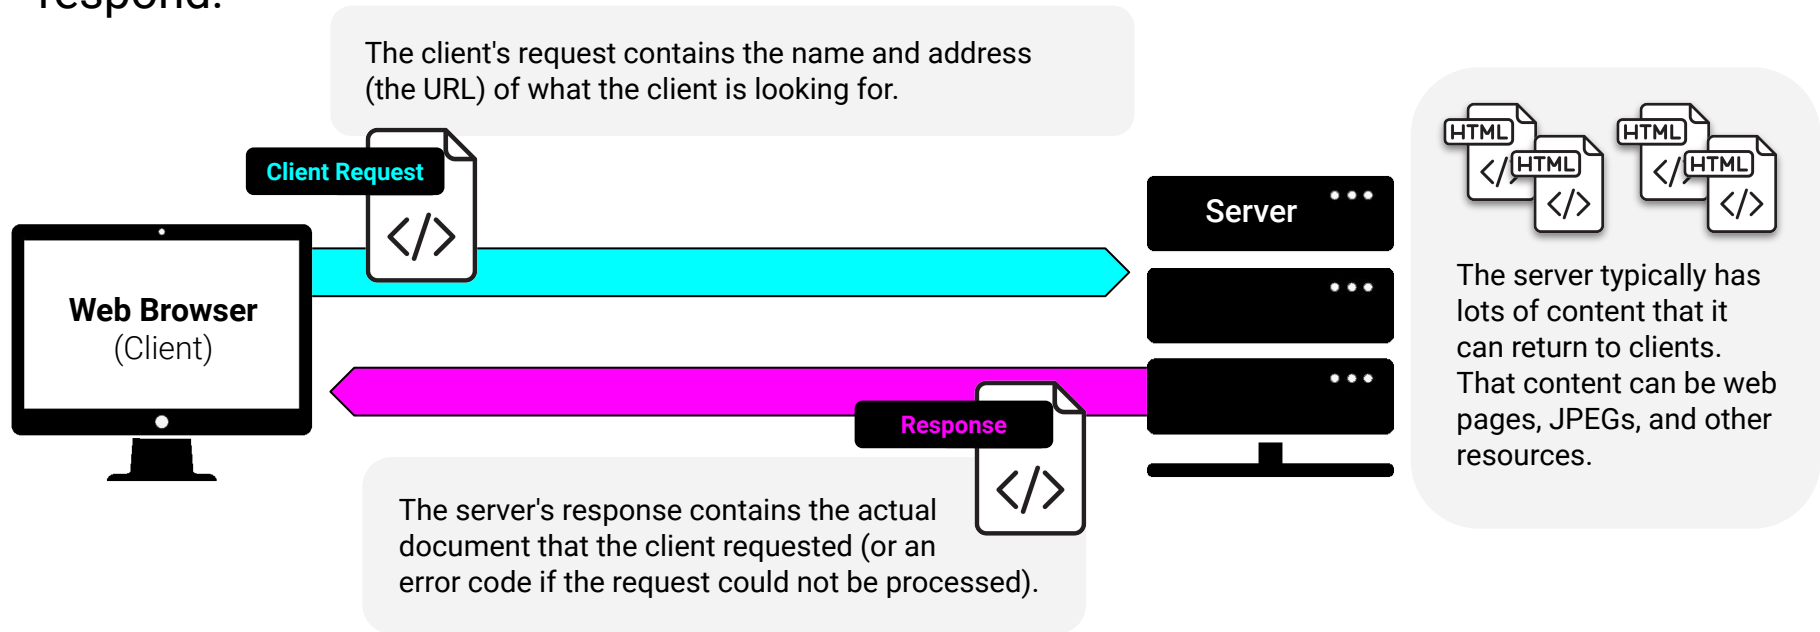 respond.
The client's request contains the name and address
(the URL) of what the client is looking for.
Client Request
</>
Web Browser
(Client)
Server
HTML
</>
HTML
</>
HTML
</>
HTML
</>
The server typically has
lots of content that it
can return to clients.
That content can be web
pages, JPEGs, and other
resources.
Response
</>
The server's response contains the actual
document that the client requested (or an
error code if the request could not be processed).